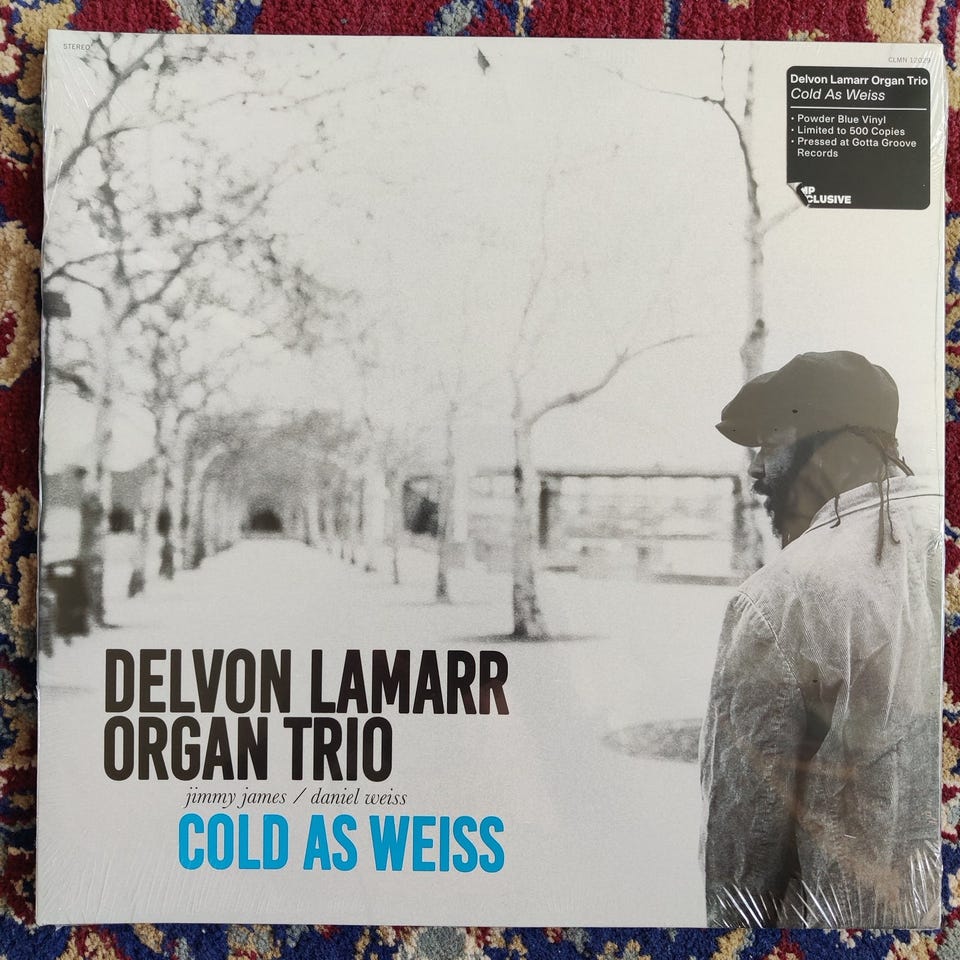 STEREO
CLMN 12029
Delvon Lamarr Organ Trio
Cold As Weiss
• Powder Blue Vinyl
• Limited to 500 Copies
• Pressed at Gotta Groove
Records
DELVON LAMARR
ORGAN TRIO
jimmy james / daniel weiss
COLD AS WEISS